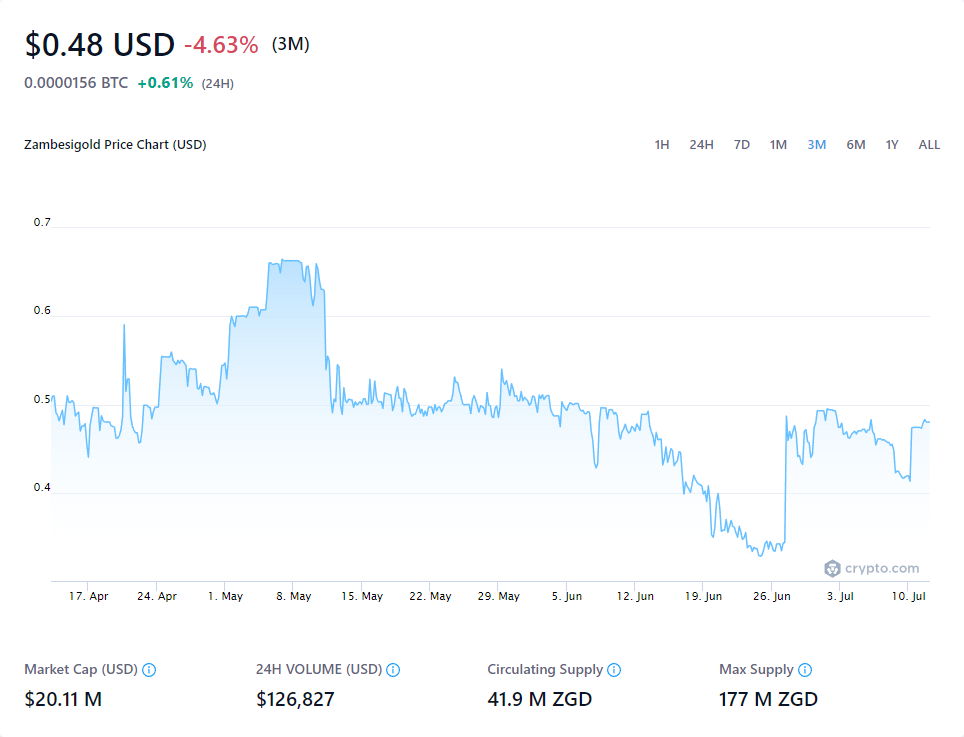 $0.48 USD -4.63% (3M)
0.0000156 BTC +0.61% (24H)
Zambesigold Price Chart (USD) 1H 24H 7D 1M 3M 6M 1Y ALL
0.7
0.6
0.5
0.4
crypto.com
17. Apr 24. Apr 1. May 8. May 15. May 22. May 29. May 5. Jun 12. Jun 19. Jun 26. Jun 3. Jul 10. Jul
Market Cap (USD) 24H VOLUME (USD) Circulating Supply Max Supply
$20.11 M $126,827 41.9 M ZGD 177 M ZGD